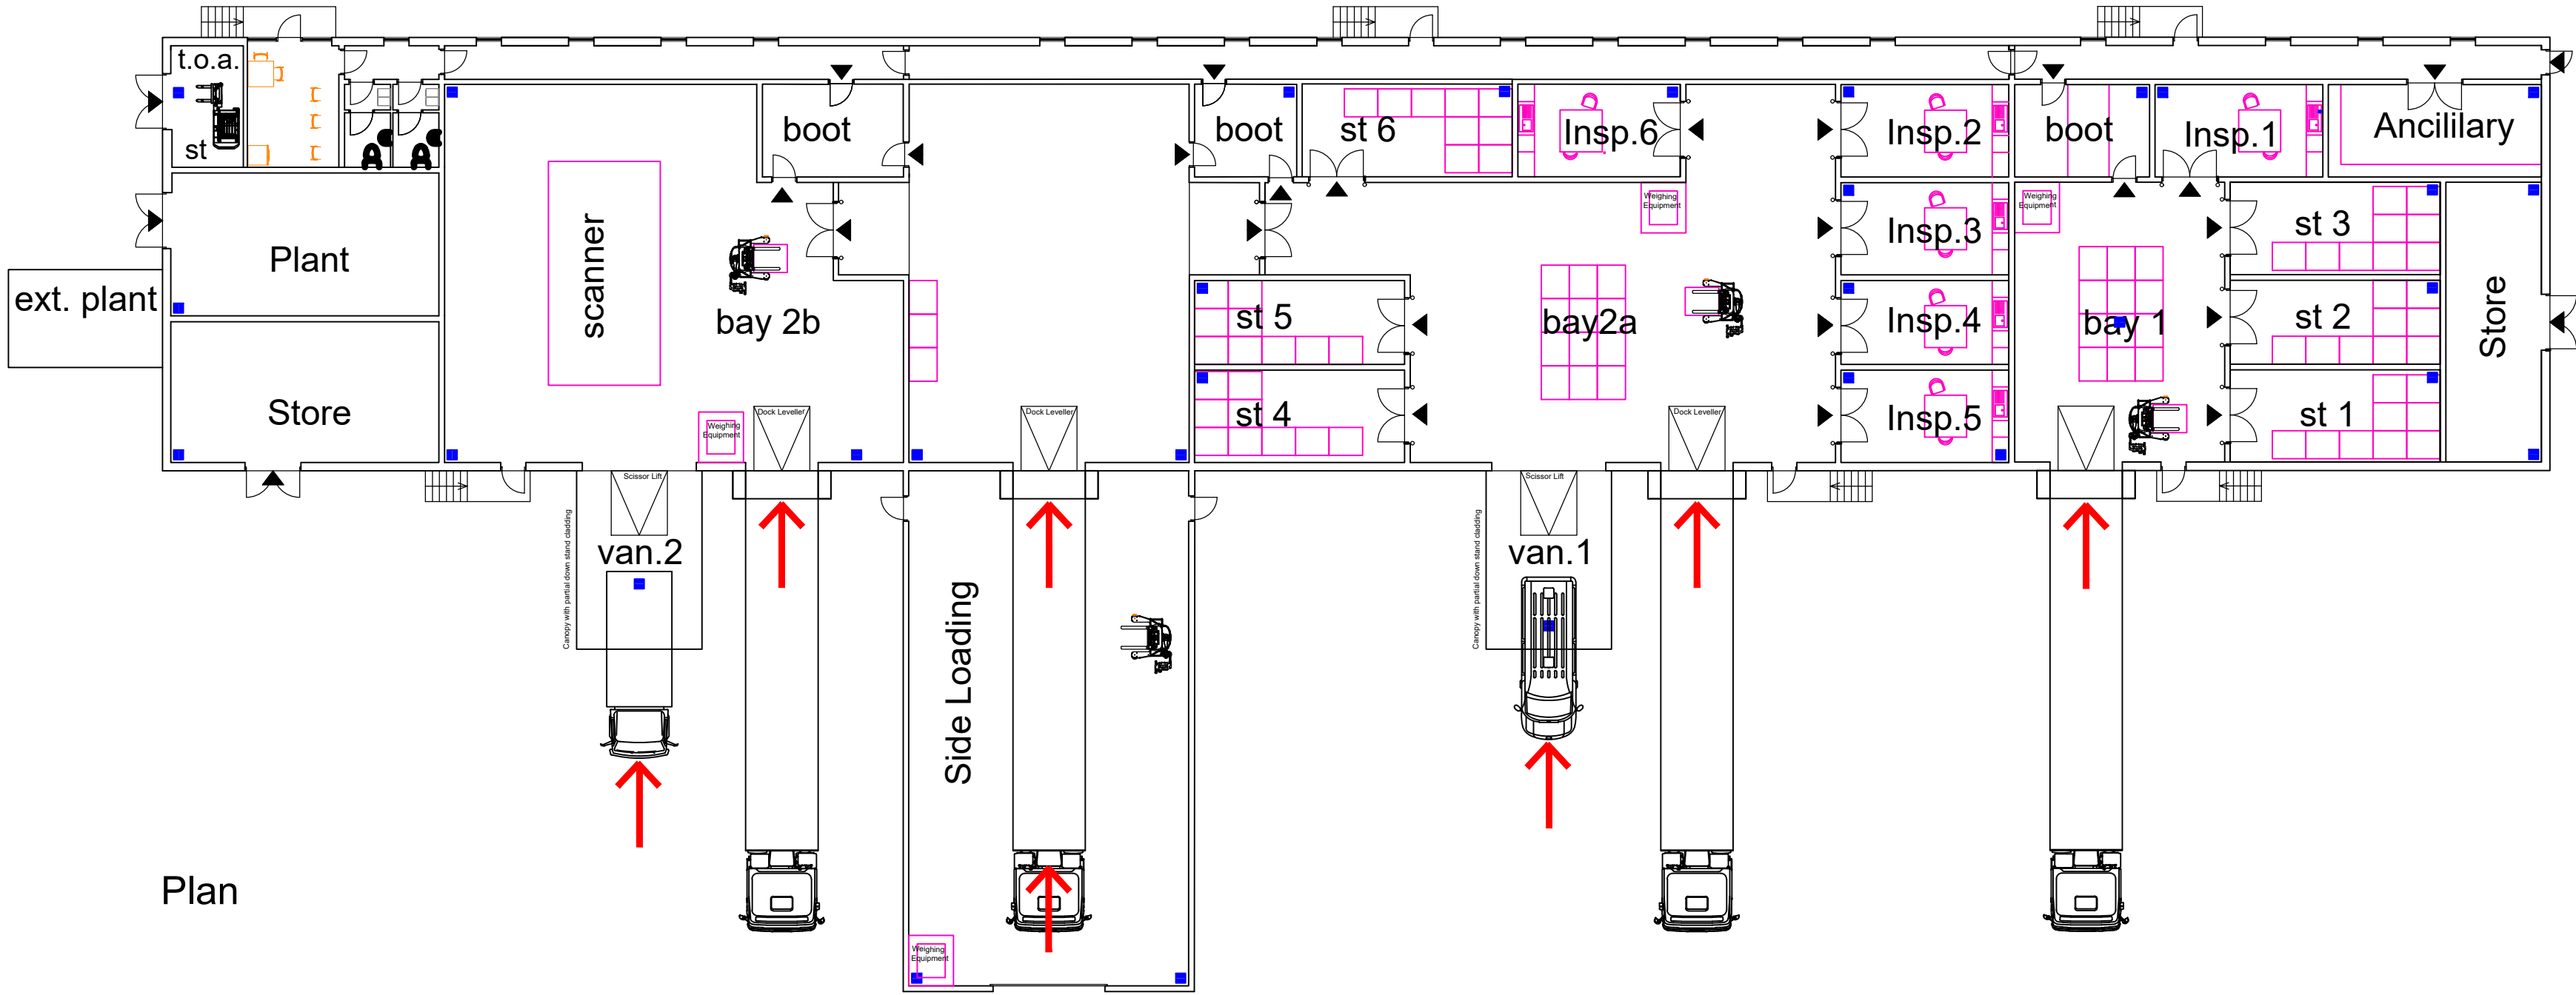 t.o.a.
st
boot
boot
st 6
Insp.6
Insp.2
boot
Insp.1
Ancililary
Plant
ext. plant
scanner
bay 2b
Weighing
Equipment
Insp.3
Weighing
Equipment
st 3
st 5
bay2a
Insp.4
bay 1
st 2
Store
Store
Weighing
Equipment
Dock Leveller
Dock Leveller
st 4
Dock Leveller
Insp.5
st 1
Scissor Lift
van.2
Canopy with partial down stand cladding
Scissor Lift
van.1
Canopy with partial down stand cladding
Side Loading
Plan
Weighing
Equipment